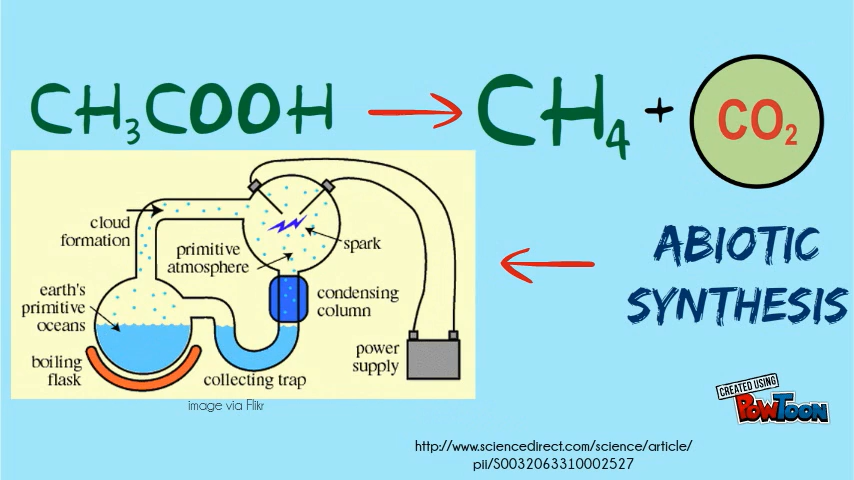 CH₃COOH → CH₄ + CO₂
cloud
formation
primitive
atmosphere
spark
earth's
primitive
oceans
condensing
column
boiling
flask
collecting trap
power
supply
image via Flikr
ABIOTIC
SYNTHESIS
CREATED USING
POWTOON
http://www.sciencedirect.com/science/article/
pii/S0032063310002527